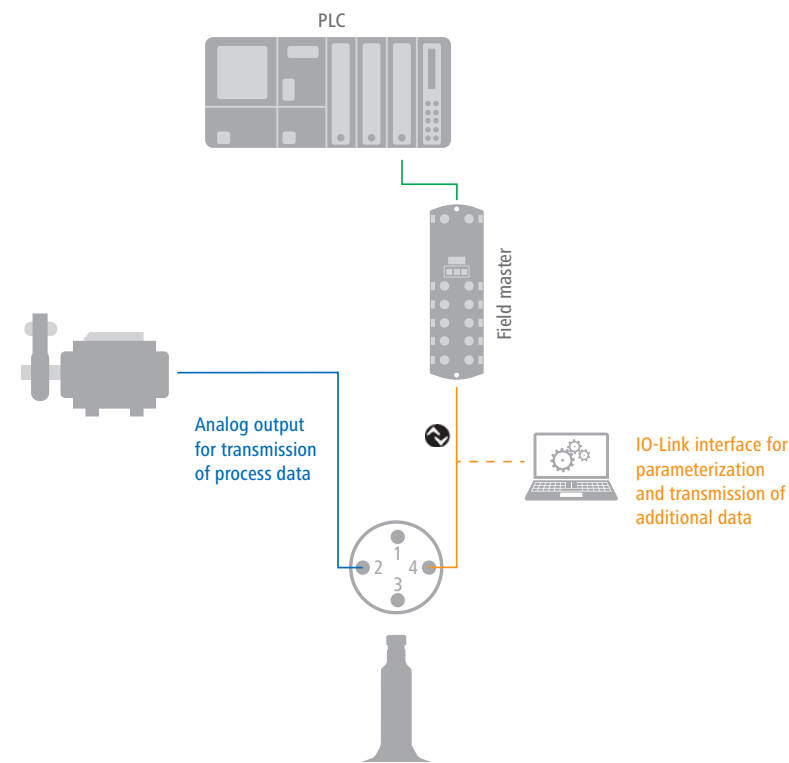 PLC
Field master
Analog output
for transmission
of process data
IO-Link interface for
parameterization
and transmission of
additional data
1
2
4
3